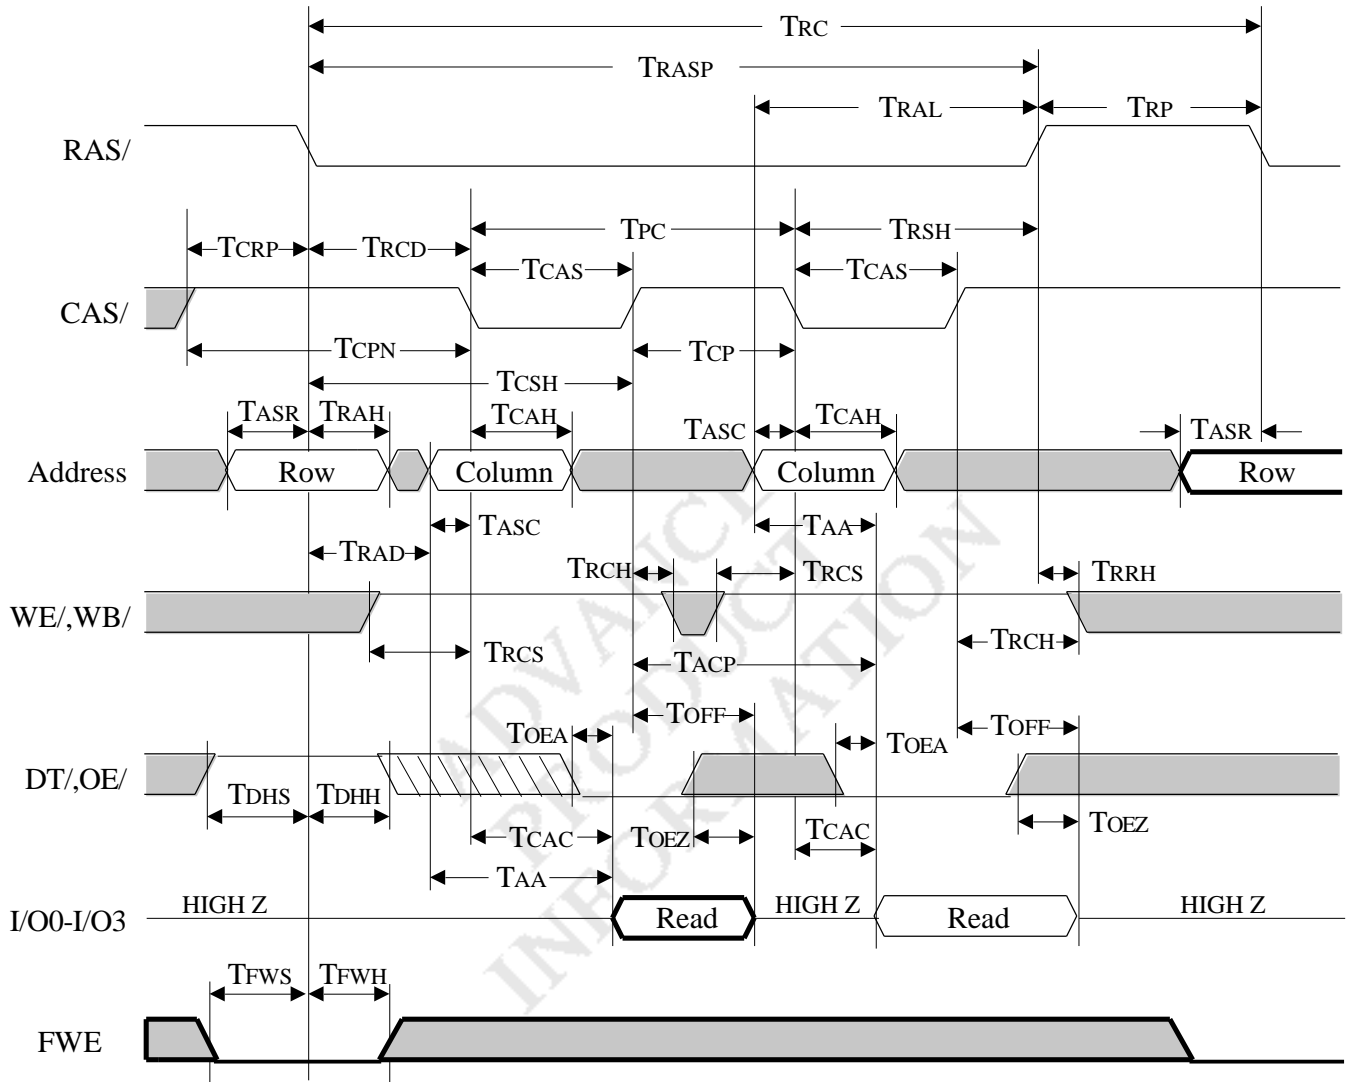 TRC
TRASP
TRAL TRP
RAS/
TPC TRSH
TCRP TRCD
TCAS TCAS
CAS/
TCPN TCP
TCSH
TASR TRAH TCAH TASC TCAH TASR
Address Row Column Column Row
TASC TAA
TRAD
TRCH TRCS TRRH
WE/,WB/
TRCS TACP TRCH
TOFF TOFF
TOEA TOEA
DT/,OE/
TDHS TDHH
TCAC TOEZ TCAC TOEZ
TAA
I/O0-I/O3 HIGH Z Read HIGH Z Read HIGH Z
TFWS TFWH
FWE
ADVANCE
PRODUCT
INFORMATION